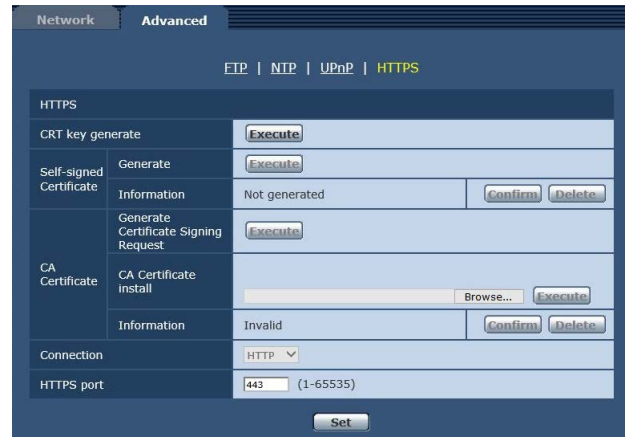 Network Advanced
FTP | NTP | UPnP | HTTPS
HTTPS
CRT key generate Execute
Self-signed Certificate
Generate Execute
Information Not generated Confirm Delete
CA Certificate
Generate Certificate Signing Request Execute
CA Certificate install Browse... Execute
Information Invalid Confirm Delete
Connection HTTP
HTTPS port 443 (1-65535)
Set